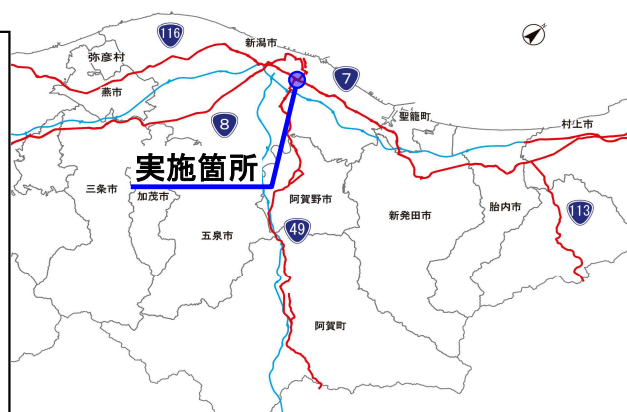 116
新潟市
弥彦村
7
燕市
聖籠町
8
村上市
実施箇所
三条市
加茂市
阿賀野市
新発田市
胎内市
113
五泉市
49
阿賀町